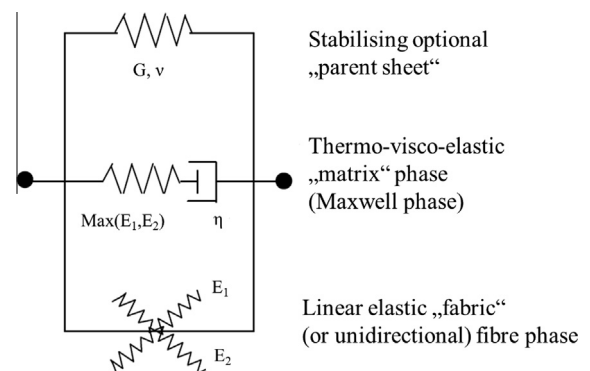 Stabilising optional
„parent sheet“
G, ν
Thermo-visco-elastic
„matrix“ phase
(Maxwell phase)
Max(E₁,E₂)
η
E₁
Linear elastic „fabric“
(or unidirectional) fibre phase
E₂